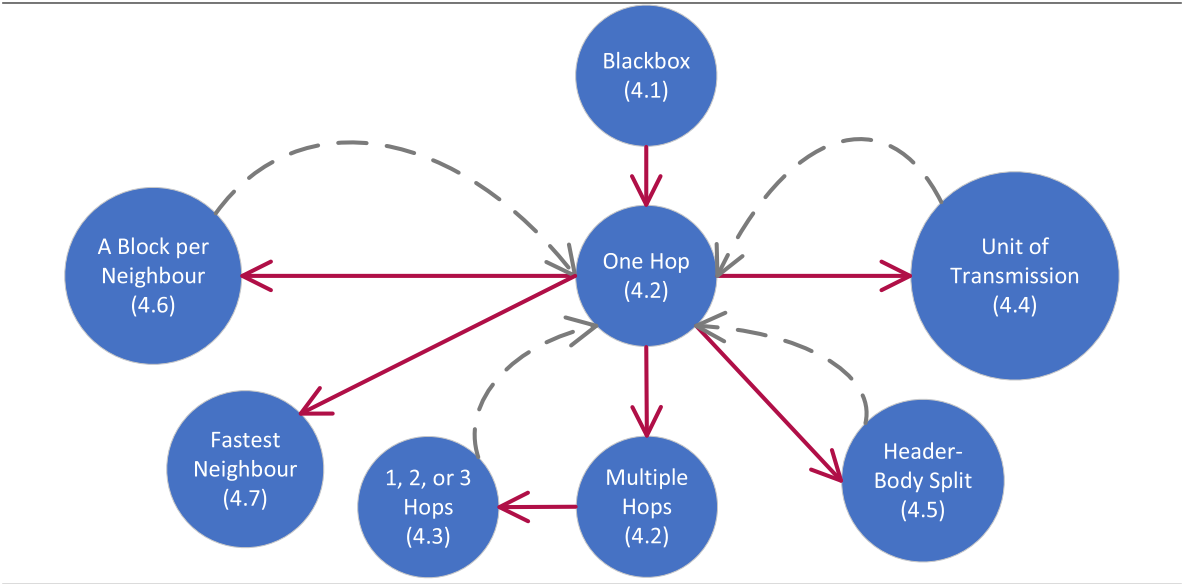 Blackbox
(4.1)
A Block per
Neighbour
(4.6)
One Hop
(4.2)
Unit of
Transmission
(4.4)
Fastest
Neighbour
(4.7)
1, 2, or 3
Hops
(4.3)
Multiple
Hops
(4.2)
Header-
Body Split
(4.5)